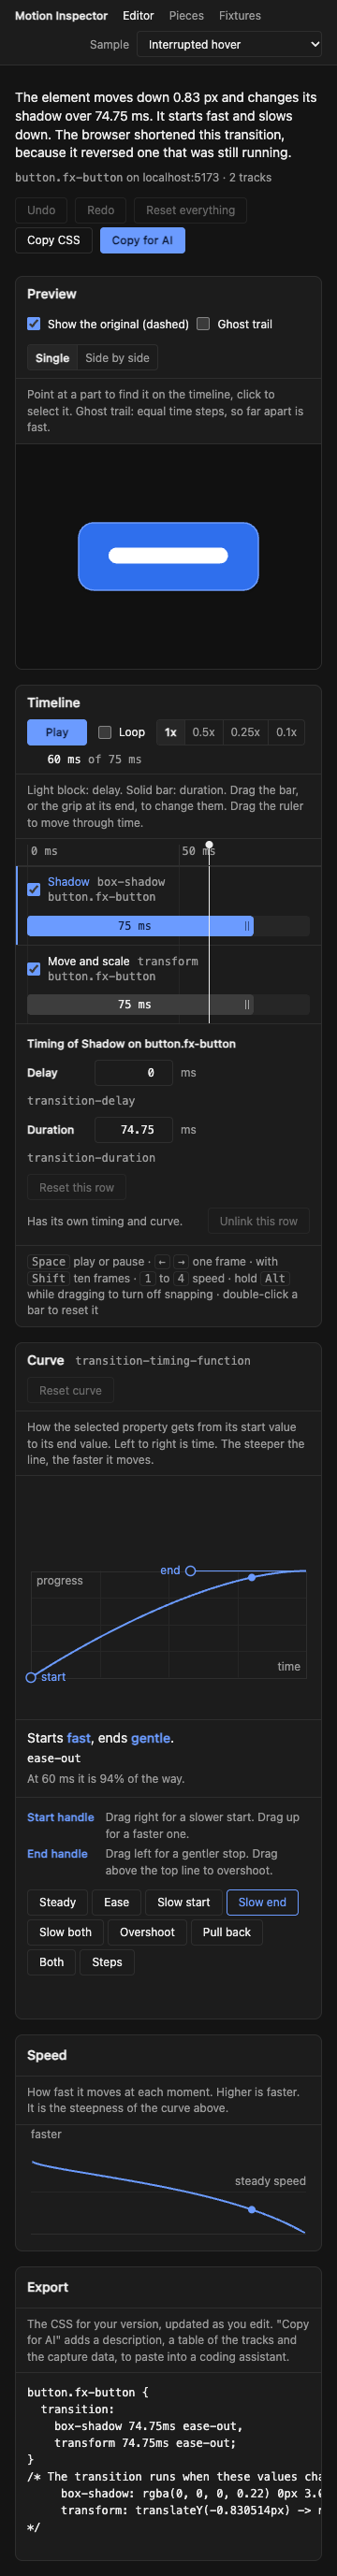 Motion Inspector Editor Pieces Fixtures
Sample Interrupted hover
The element moves down 0.83 px and changes its
shadow over 74.75 ms. It starts fast and slows
down. The browser shortened this transition,
because it reversed one that was still running.
button.fx-button on localhost:5173 · 2 tracks
Undo Redo Reset everything
Copy CSS Copy for AI
Preview
Show the original (dashed) Ghost trail
Single Side by side
Point at a part to find it on the timeline, click to
select it. Ghost trail: equal time steps, so far apart is
fast.
Timeline
Play Loop 1x 0.5x 0.25x 0.1x
60 ms of 75 ms
Light block: delay. Solid bar: duration. Drag the bar,
or the grip at its end, to change them. Drag the ruler
to move through time.
0 ms 50 ms
Shadow box-shadow
button.fx-button
75 ms
Move and scale transform
button.fx-button
75 ms
Timing of Shadow on button.fx-button
Delay 0 ms
transition-delay
Duration 74.75 ms
transition-duration
Reset this row
Has its own timing and curve. Unlink this row
Space play or pause · ← → one frame · with
Shift ten frames · 1 to 4 speed · hold Alt
while dragging to turn off snapping · double-click a
bar to reset it
Curve transition-timing-function
Reset curve
How the selected property gets from its start value
to its end value. Left to right is time. The steeper the
line, the faster it moves.
end
progress
time
start
Starts fast, ends gentle.
ease-out
At 60 ms it is 94% of the way.
Start handle Drag right for a slower start. Drag up
for a faster one.
End handle Drag left for a gentler stop. Drag
above the top line to overshoot.
Steady Ease Slow start Slow end
Slow both Overshoot Pull back
Both Steps
Speed
How fast it moves at each moment. Higher is faster.
It is the steepness of the curve above.
faster
steady speed
Export
The CSS for your version, updated as you edit. "Copy
for AI" adds a description, a table of the tracks and
the capture data, to paste into a coding assistant.
button.fx-button {
transition:
box-shadow 74.75ms ease-out,
transform 74.75ms ease-out;
}
/* The transition runs when these values cha
box-shadow: rgba(0, 0, 0, 0.22) 0px 3.0
transform: translateY(-0.830514px) -> n
*/